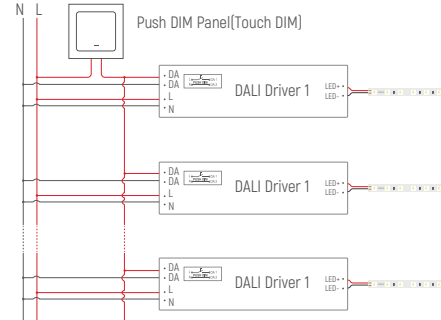 N L
Push DIM Panel(Touch DIM)
DA
DA
L
N
DALI Driver 1
LED+
LED-
DA
DA
L
N
DALI Driver 1
LED+
LED-
DA
DA
L
N
DALI Driver 1
LED+
LED-